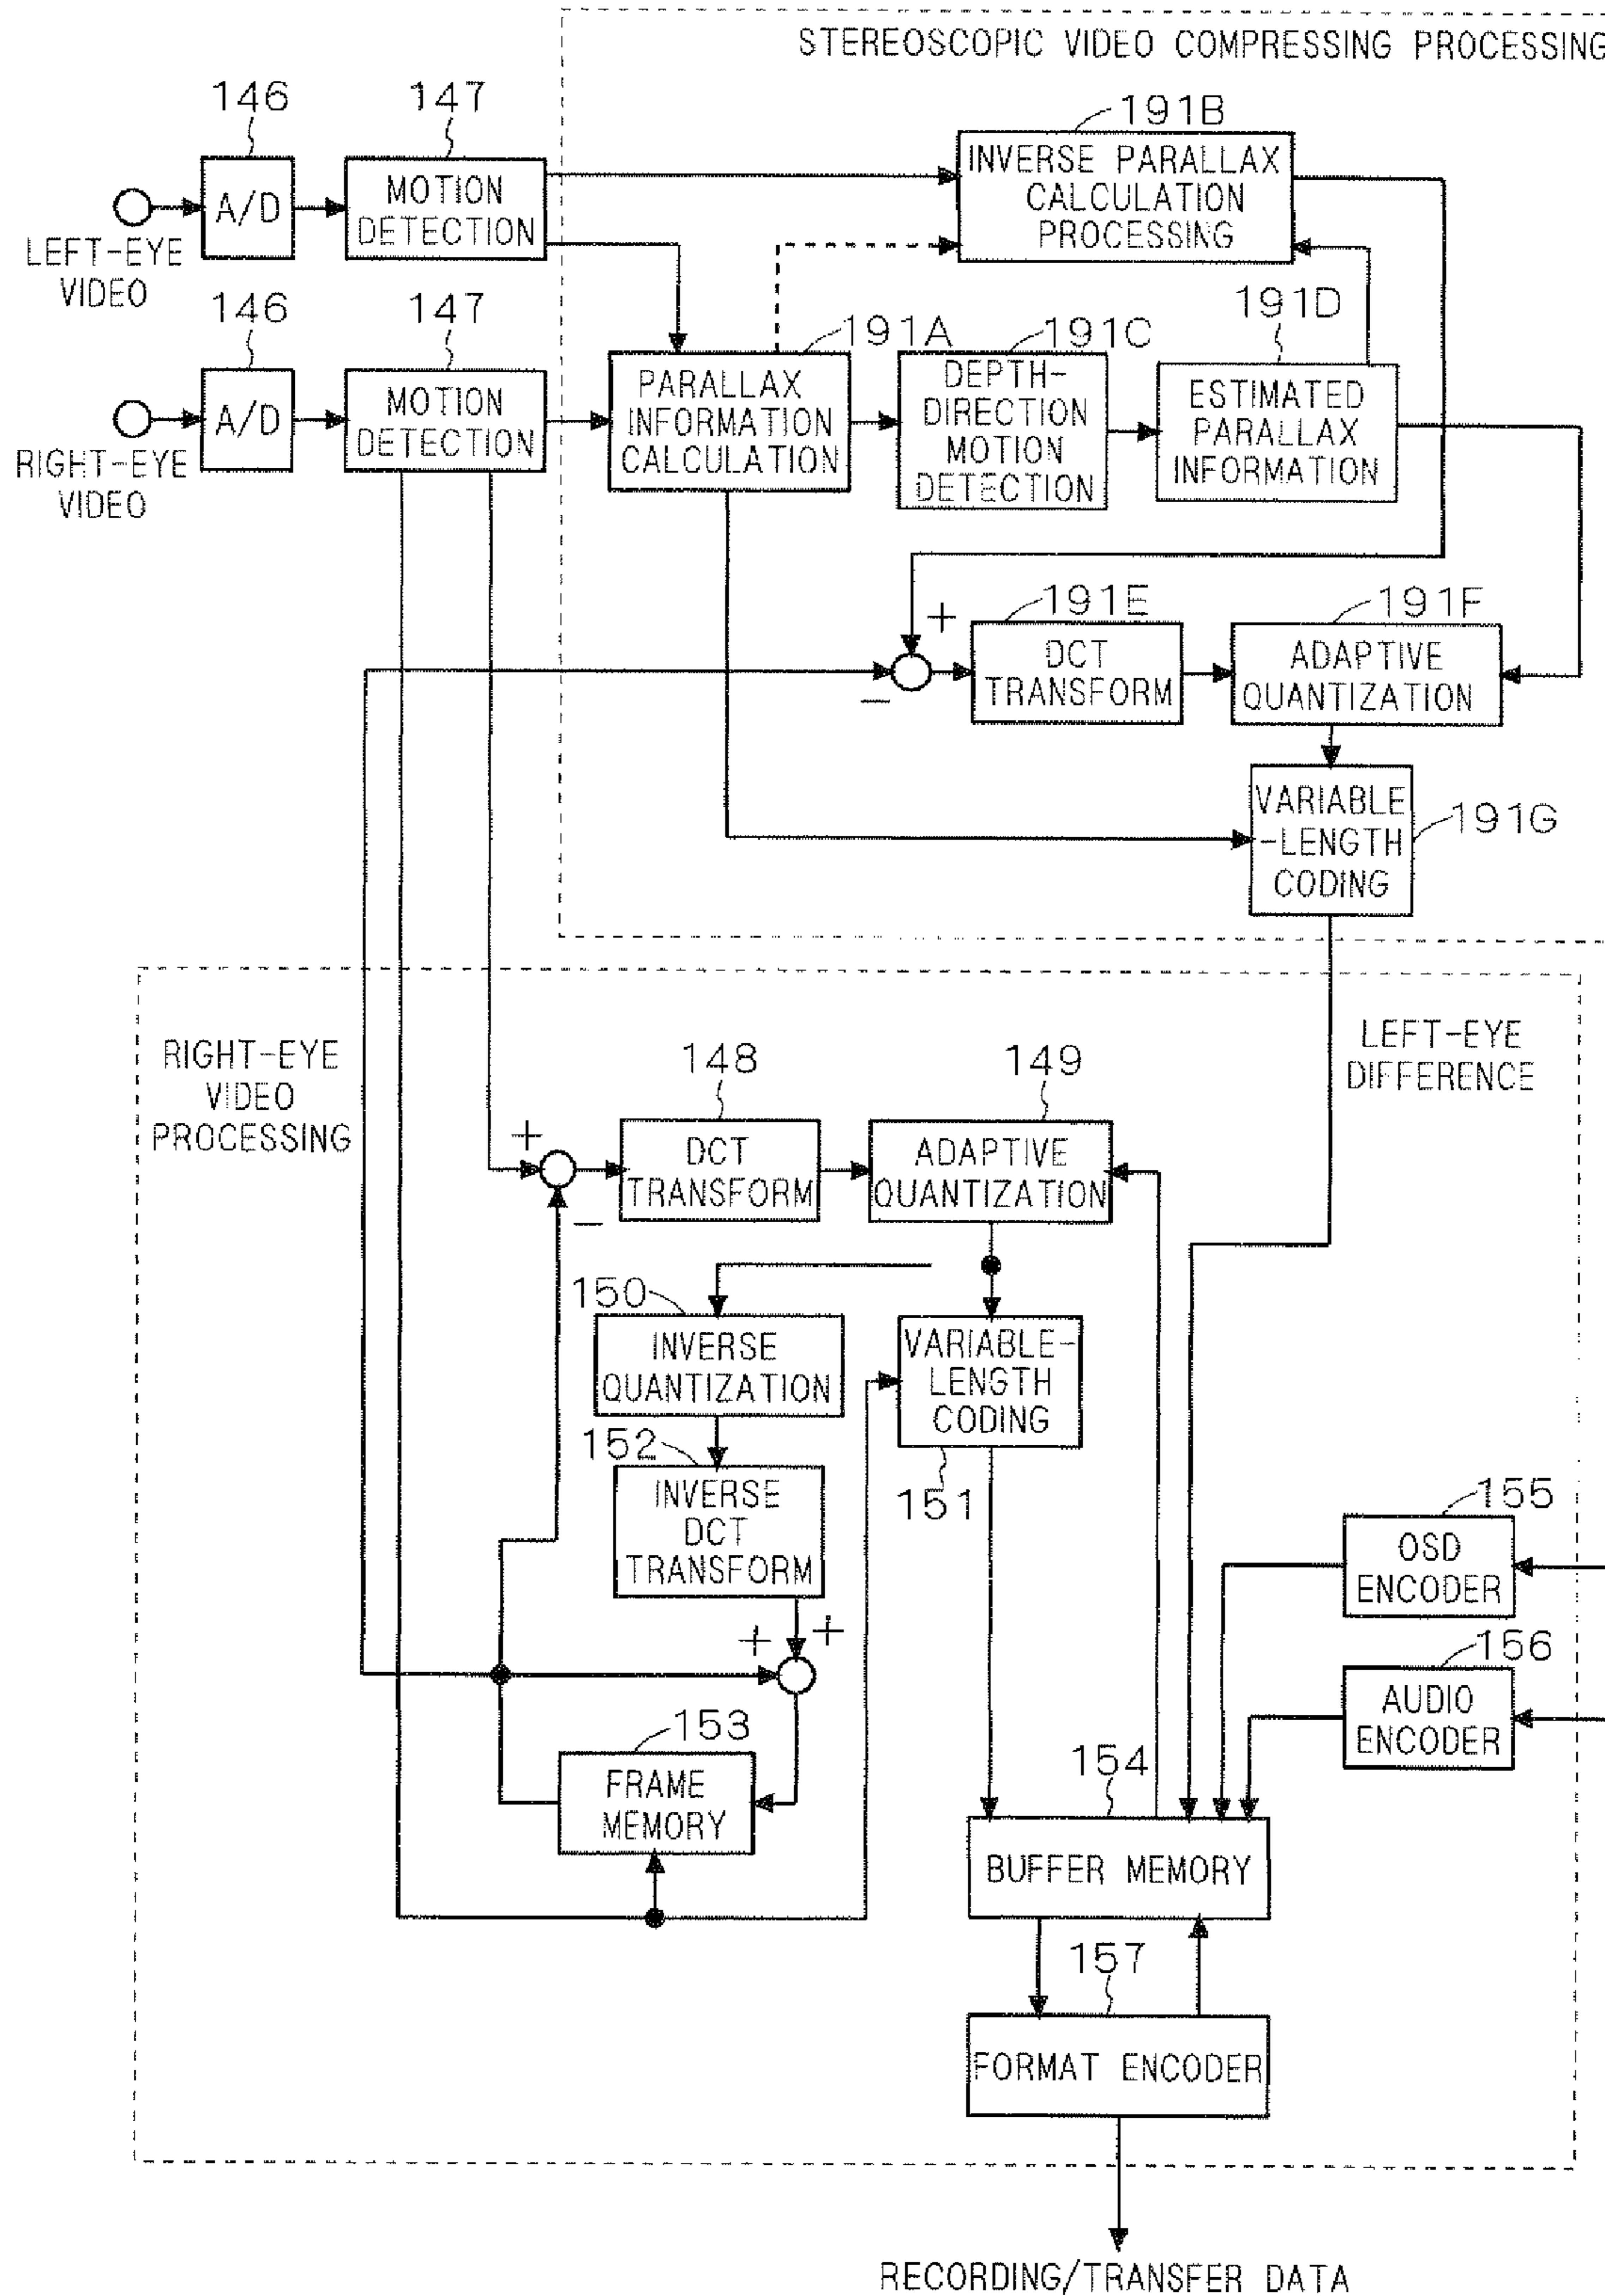 STEREOSCOPIC VIDEO COMPRESSING PROCESSING
146
147
191B
A/D
MOTION
DETECTION
INVERSE PARALLAX
CALCULATION
PROCESSING
LEFT-EYE
VIDEO
146
147
191A
191C
191D
A/D
MOTION
DETECTION
PARALLAX
INFORMATION
CALCULATION
DEPTH-
DIRECTION
MOTION
DETECTION
ESTIMATED
PARALLAX
INFORMATION
RIGHT-EYE
VIDEO
+
−
191E
191F
DCT
TRANSFORM
ADAPTIVE
QUANTIZATION
VARIABLE
-LENGTH
CODING
191G
RIGHT-EYE
VIDEO
PROCESSING
LEFT-EYE
DIFFERENCE
148
149
+
−
DCT
TRANSFORM
ADAPTIVE
QUANTIZATION
150
INVERSE
QUANTIZATION
VARIABLE-
LENGTH
CODING
151
152
INVERSE
DCT
TRANSFORM
+ +
155
OSD
ENCODER
156
AUDIO
ENCODER
153
FRAME
MEMORY
154
BUFFER MEMORY
157
FORMAT ENCODER
RECORDING/TRANSFER DATA